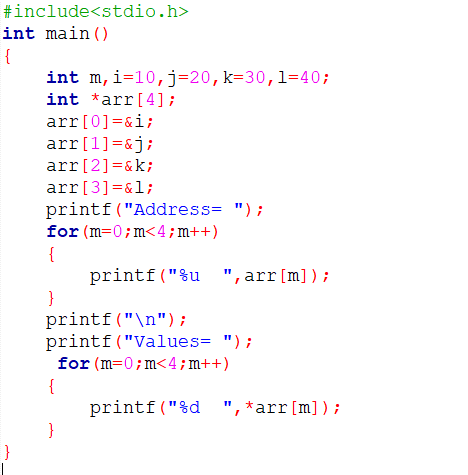 #include<stdio.h>
int main()
{
    int m,i=10,j=20,k=30,l=40;
    int *arr[4];
    arr[0]=&i;
    arr[1]=&j;
    arr[2]=&k;
    arr[3]=&l;
    printf("Address= ");
    for(m=0;m<4;m++)
    {
        printf("%u  ",arr[m]);
    }
    printf("\n");
    printf("Values= ");
     for(m=0;m<4;m++)
    {
        printf("%d  ",*arr[m]);
    }
}